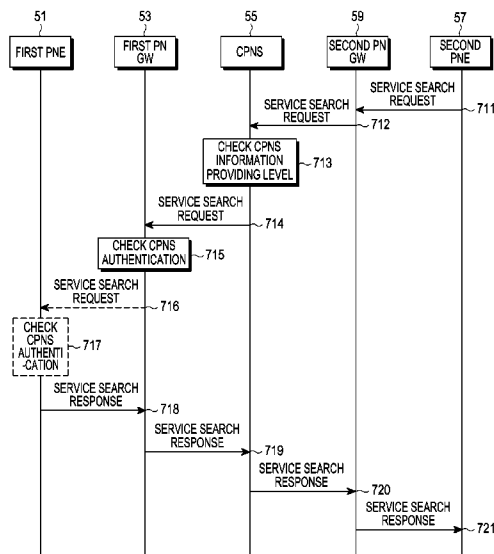 51
53
55
59
57
FIRST PNE
FIRST PN
GW
CPNS
SECOND PN
GW
SECOND
PNE
SERVICE SEARCH
REQUEST
711
SERVICE SEARCH
REQUEST
712
CHECK CPNS
INFORMATION
PROVIDING LEVEL
713
SERVICE SEARCH
REQUEST
714
CHECK CPNS
AUTHENTICATION
715
SERVICE SEARCH
REQUEST
716
CHECK
CPNS
AUTHENTI
-CATION
717
SERVICE SEARCH
RESPONSE
718
SERVICE SEARCH
RESPONSE
719
SERVICE SEARCH
RESPONSE
720
SERVICE SEARCH
RESPONSE
721